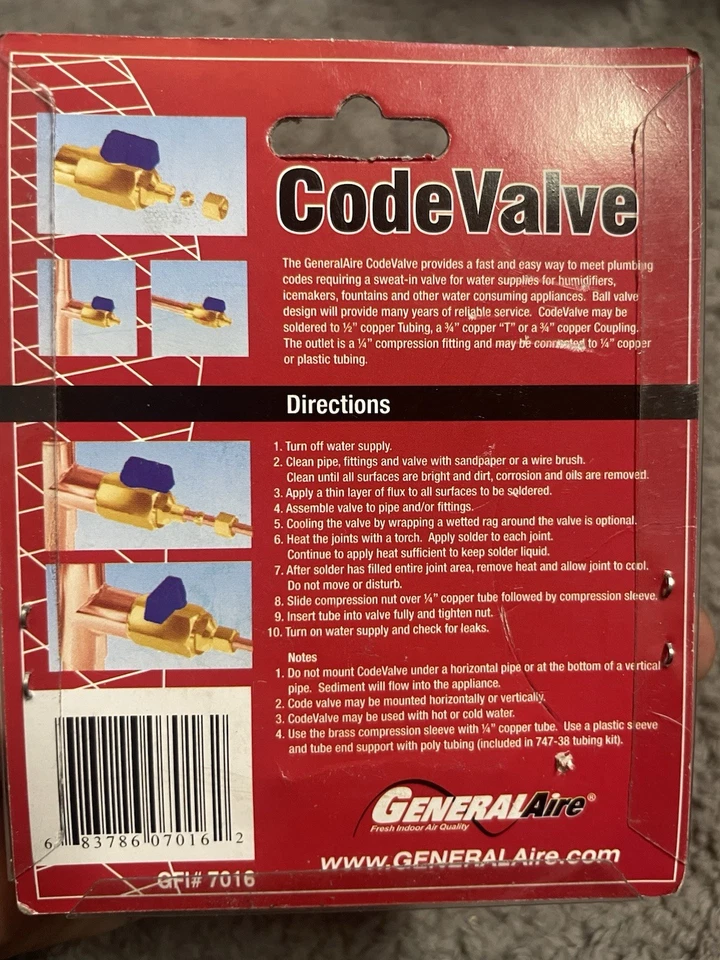 CodeValve
The GeneralAire CodeValve provides a fast and easy way to meet plumbing
codes requiring a sweat-in valve for water supplies for humidifiers,
icemakers, fountains and other water consuming appliances. Ball valve
design will provide many years of reliable service. CodeValve may be
soldered to ½" copper Tubing, a ¾" copper “T” or a ¾" copper Coupling.
The outlet is a ¼" compression fitting and may be connected to ¼" copper
or plastic tubing.
Directions
1. Turn off water supply.
2. Clean pipe, fittings and valve with sandpaper or a wire brush.
Clean until all surfaces are bright and dirt, corrosion and oils are removed.
3. Apply a thin layer of flux to all surfaces to be soldered.
4. Assemble valve to pipe and/or fittings.
5. Cooling the valve by wrapping a wetted rag around the valve is optional.
6. Heat the joints with a torch. Apply solder to each joint.
Continue to apply heat sufficient to keep solder liquid.
7. After solder has filled entire joint area, remove heat and allow joint to cool.
Do not move or disturb.
8. Slide compression nut over ¼" copper tube followed by compression sleeve.
9. Insert tube into valve fully and tighten nut.
10. Turn on water supply and check for leaks.
Notes
1. Do not mount CodeValve under a horizontal pipe or at the bottom of a vertical
pipe. Sediment will flow into the appliance.
2. Code valve may be mounted horizontally or vertically.
3. CodeValve may be used with hot or cold water.
4. Use the brass compression sleeve with ¼" copper tube. Use a plastic sleeve
and tube end support with poly tubing (included in 747-38 tubing kit).
GENERALAire®
Fresh Indoor Air Quality
www.GENERALAire.com
6 83786 07016 2
GFI# 7016